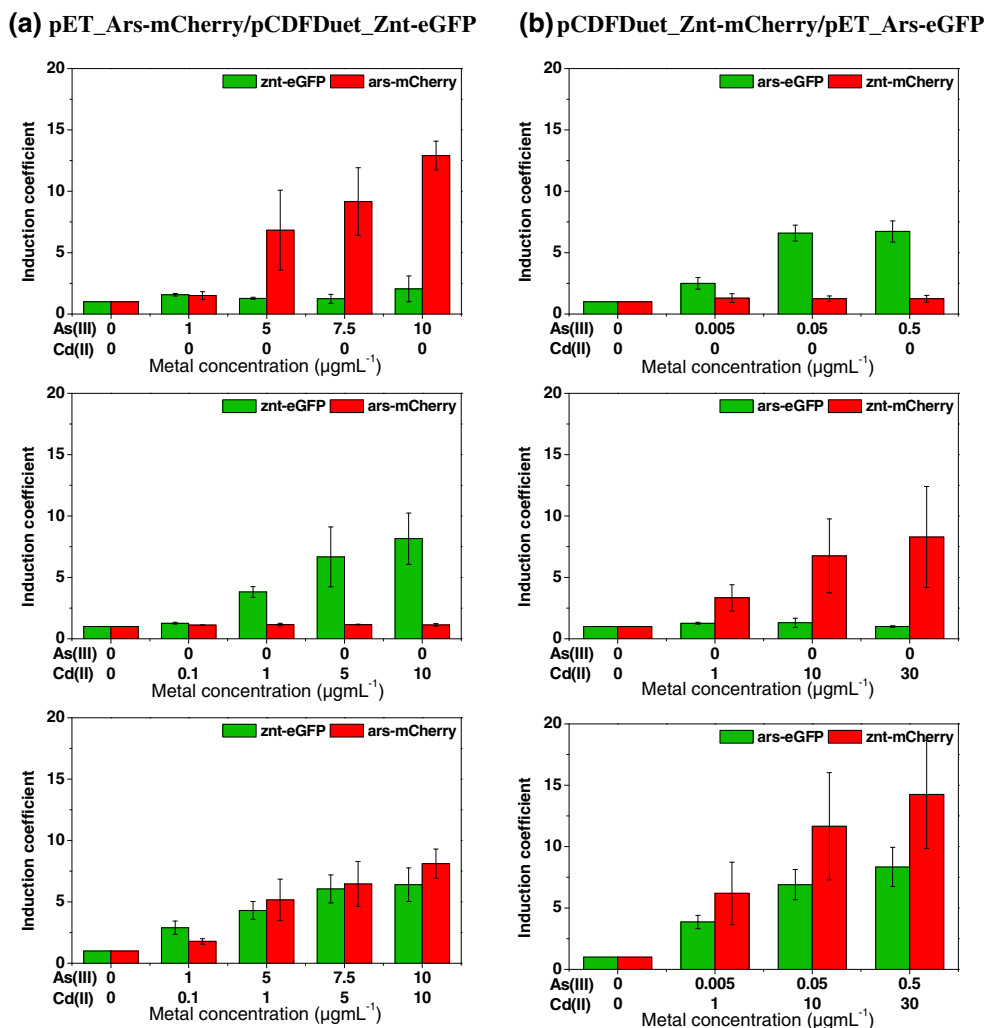 (a) pET_Ars-mCherry/pCDFDuet_Znt-eGFP
znt-eGFP ars-mCherry
Induction coefficient
20
15
10
5
0
As(III) 0 1 5 7.5 10
Cd(II) 0 0 0 0 0
Metal concentration (µgmL⁻¹)
znt-eGFP ars-mCherry
Induction coefficient
20
15
10
5
0
As(III) 0 0 0 0 0
Cd(II) 0 0.1 1 5 10
Metal concentration (µgmL⁻¹)
znt-eGFP ars-mCherry
Induction coefficient
20
15
10
5
0
As(III) 0 1 5 7.5 10
Cd(II) 0 0.1 1 5 10
Metal concentration (µgmL⁻¹)
(b) pCDFDuet_Znt-mCherry/pET_Ars-eGFP
ars-eGFP znt-mCherry
Induction coefficient
20
15
10
5
0
As(III) 0 0.005 0.05 0.5
Cd(II) 0 0 0 0
Metal concentration (µgmL⁻¹)
ars-eGFP znt-mCherry
Induction coefficient
20
15
10
5
0
As(III) 0 0 0 0
Cd(II) 0 1 10 30
Metal concentration (µgmL⁻¹)
ars-eGFP znt-mCherry
Induction coefficient
20
15
10
5
0
As(III) 0 0.005 0.05 0.5
Cd(II) 0 1 10 30
Metal concentration (µgmL⁻¹)